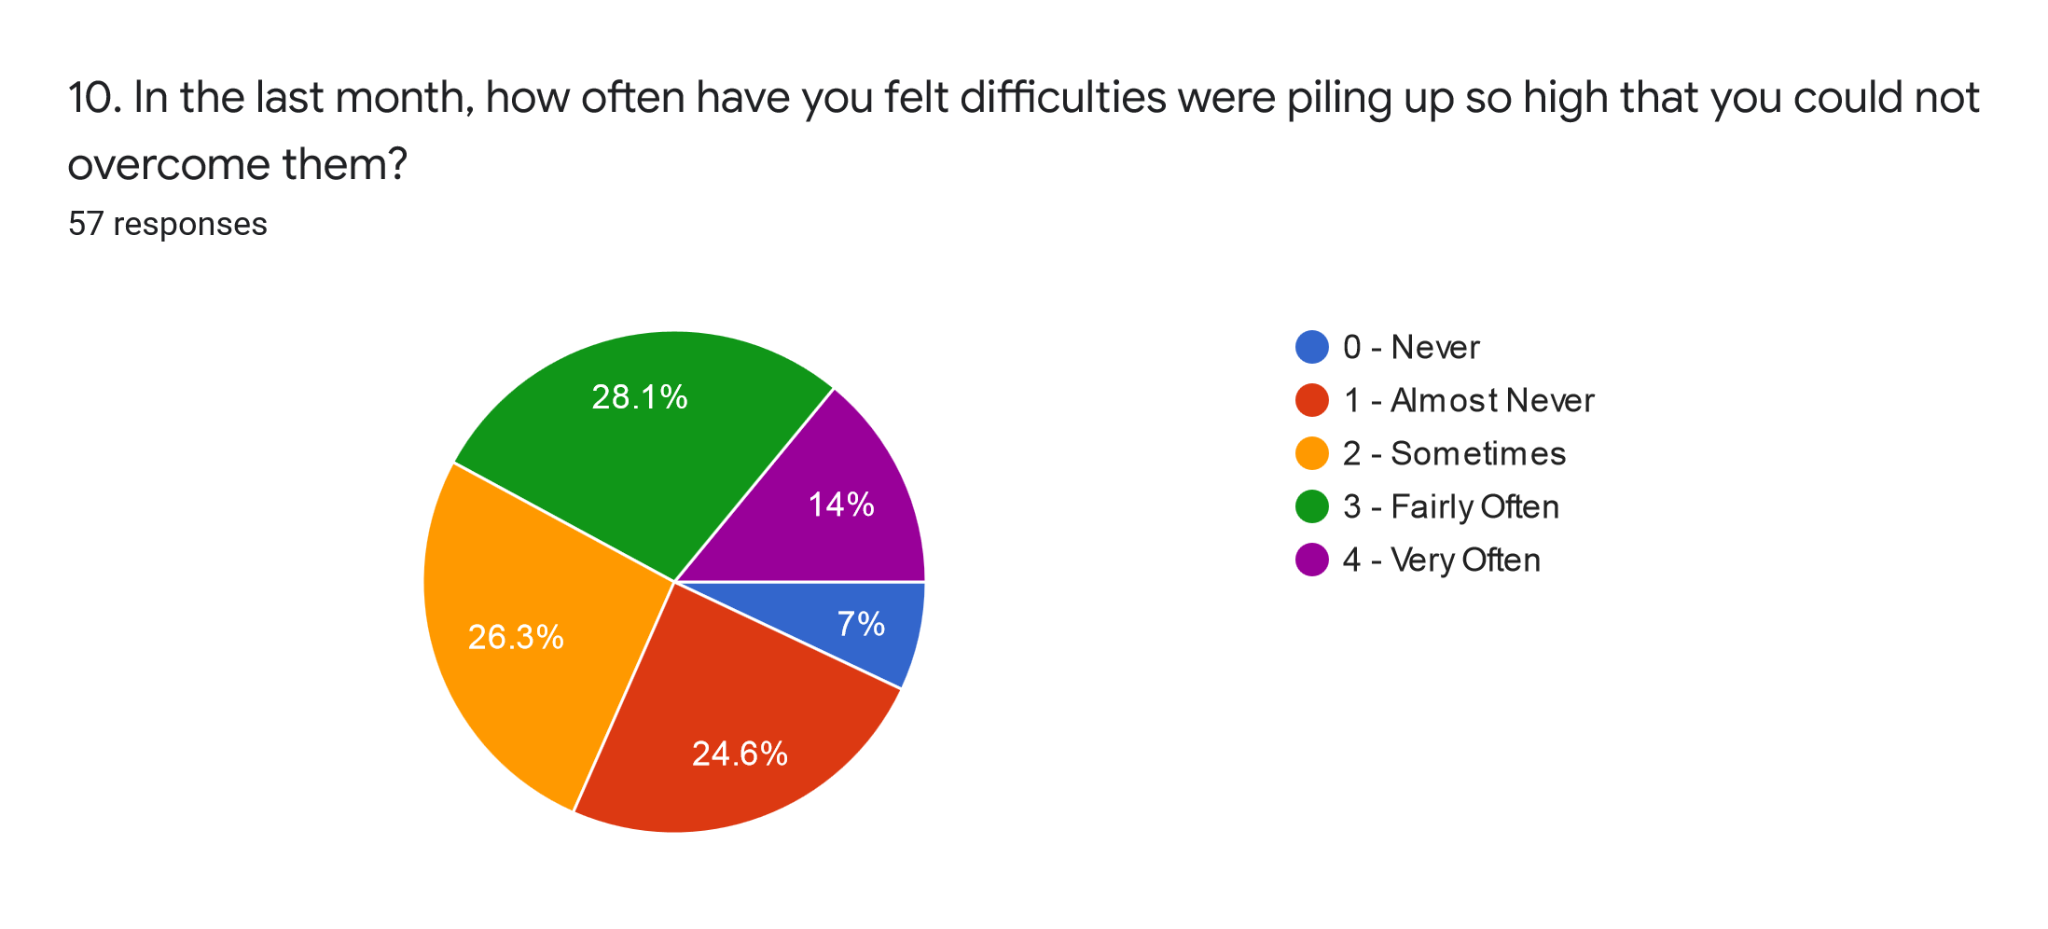 10. In the last month, how often have you felt difficulties were piling up so high that you could not
overcome them?
57 responses
28.1%
14%
7%
26.3%
24.6%
0 - Never
1 - Almost Never
2 - Sometimes
3 - Fairly Often
4 - Very Often